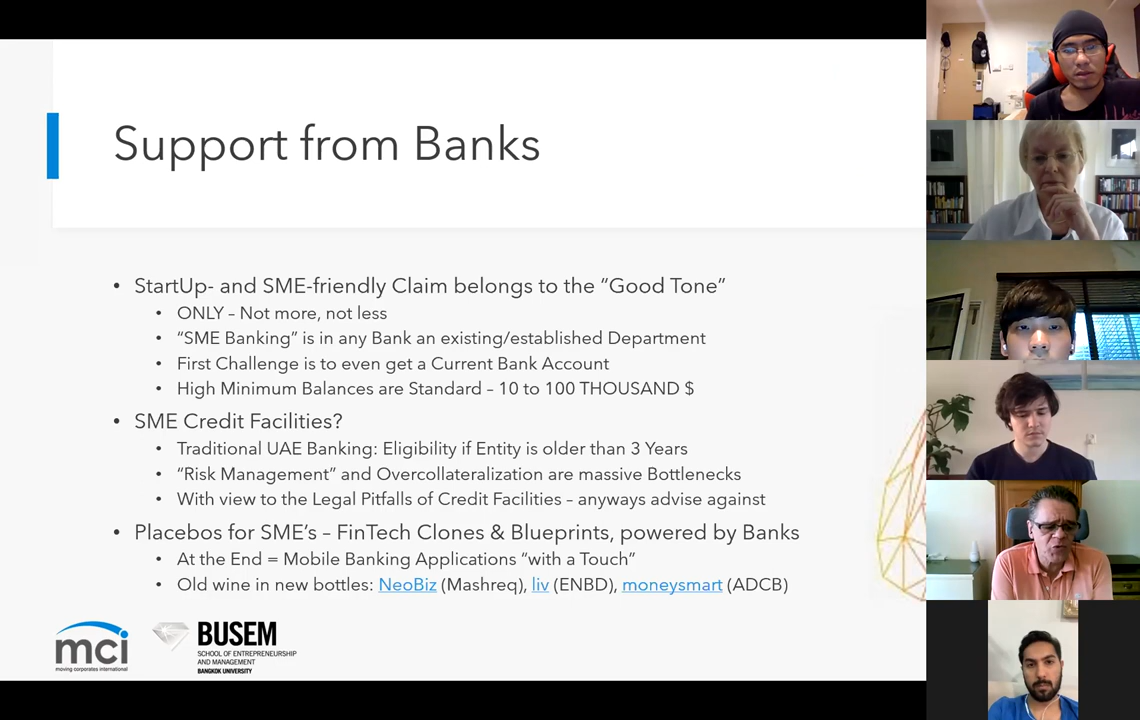 Support from Banks
• StartUp- and SME-friendly Claim belongs to the “Good Tone”
• ONLY – Not more, not less
• “SME Banking” is in any Bank an existing/established Department
• First Challenge is to even get a Current Bank Account
• High Minimum Balances are Standard – 10 to 100 THOUSAND $
• SME Credit Facilities?
• Traditional UAE Banking: Eligibility if Entity is older than 3 Years
• “Risk Management” and Overcollateralization are massive Bottlenecks
• With view to the Legal Pitfalls of Credit Facilities – anyways advise against
• Placebos for SME’s – FinTech Clones & Blueprints, powered by Banks
• At the End = Mobile Banking Applications “with a Touch”
• Old wine in new bottles: NeoBiz (Mashreq), liv (ENBD), moneysmart (ADCB)
mci
moving corporates international
BUSEM
SCHOOL OF ENTREPRENEURSHIP
AND MANAGEMENT
BANGKOK UNIVERSITY